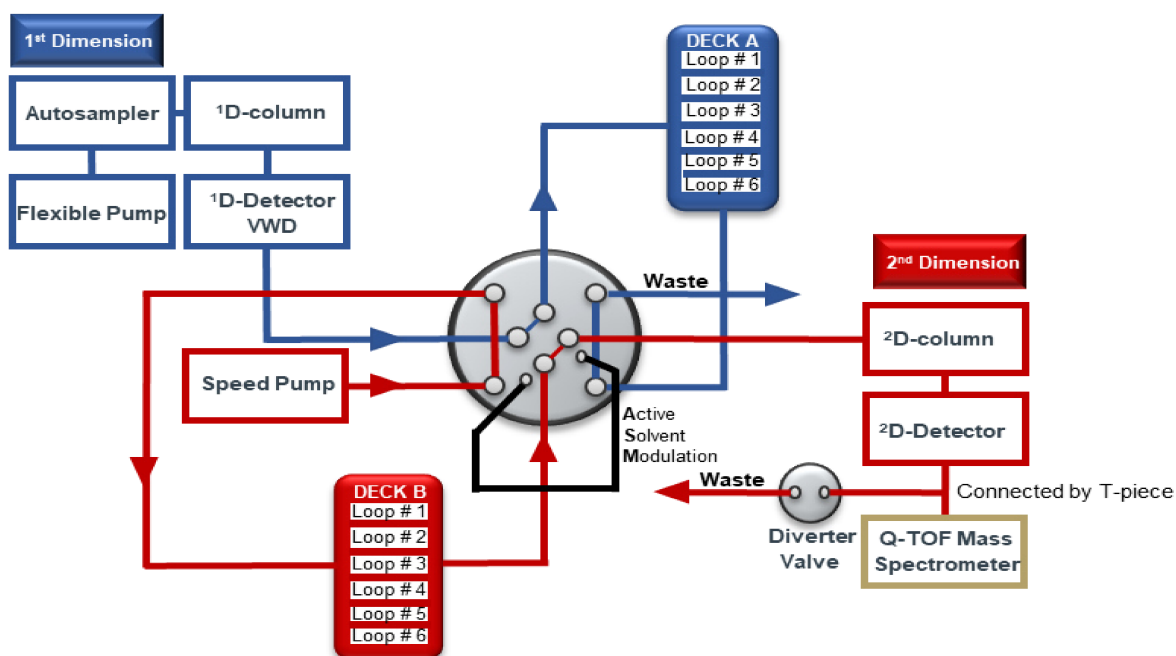 1st Dimension
Autosampler
¹D-column
Flexible Pump
¹D-Detector
VWD
DECK A
Loop # 1
Loop # 2
Loop # 3
Loop # 4
Loop # 5
Loop # 6
Waste
2nd Dimension
²D-column
Speed Pump
²D-Detector
Active
Solvent
Modulation
Waste
Connected by T-piece
Diverter
Valve
Q-TOF Mass
Spectrometer
DECK B
Loop # 1
Loop # 2
Loop # 3
Loop # 4
Loop # 5
Loop # 6